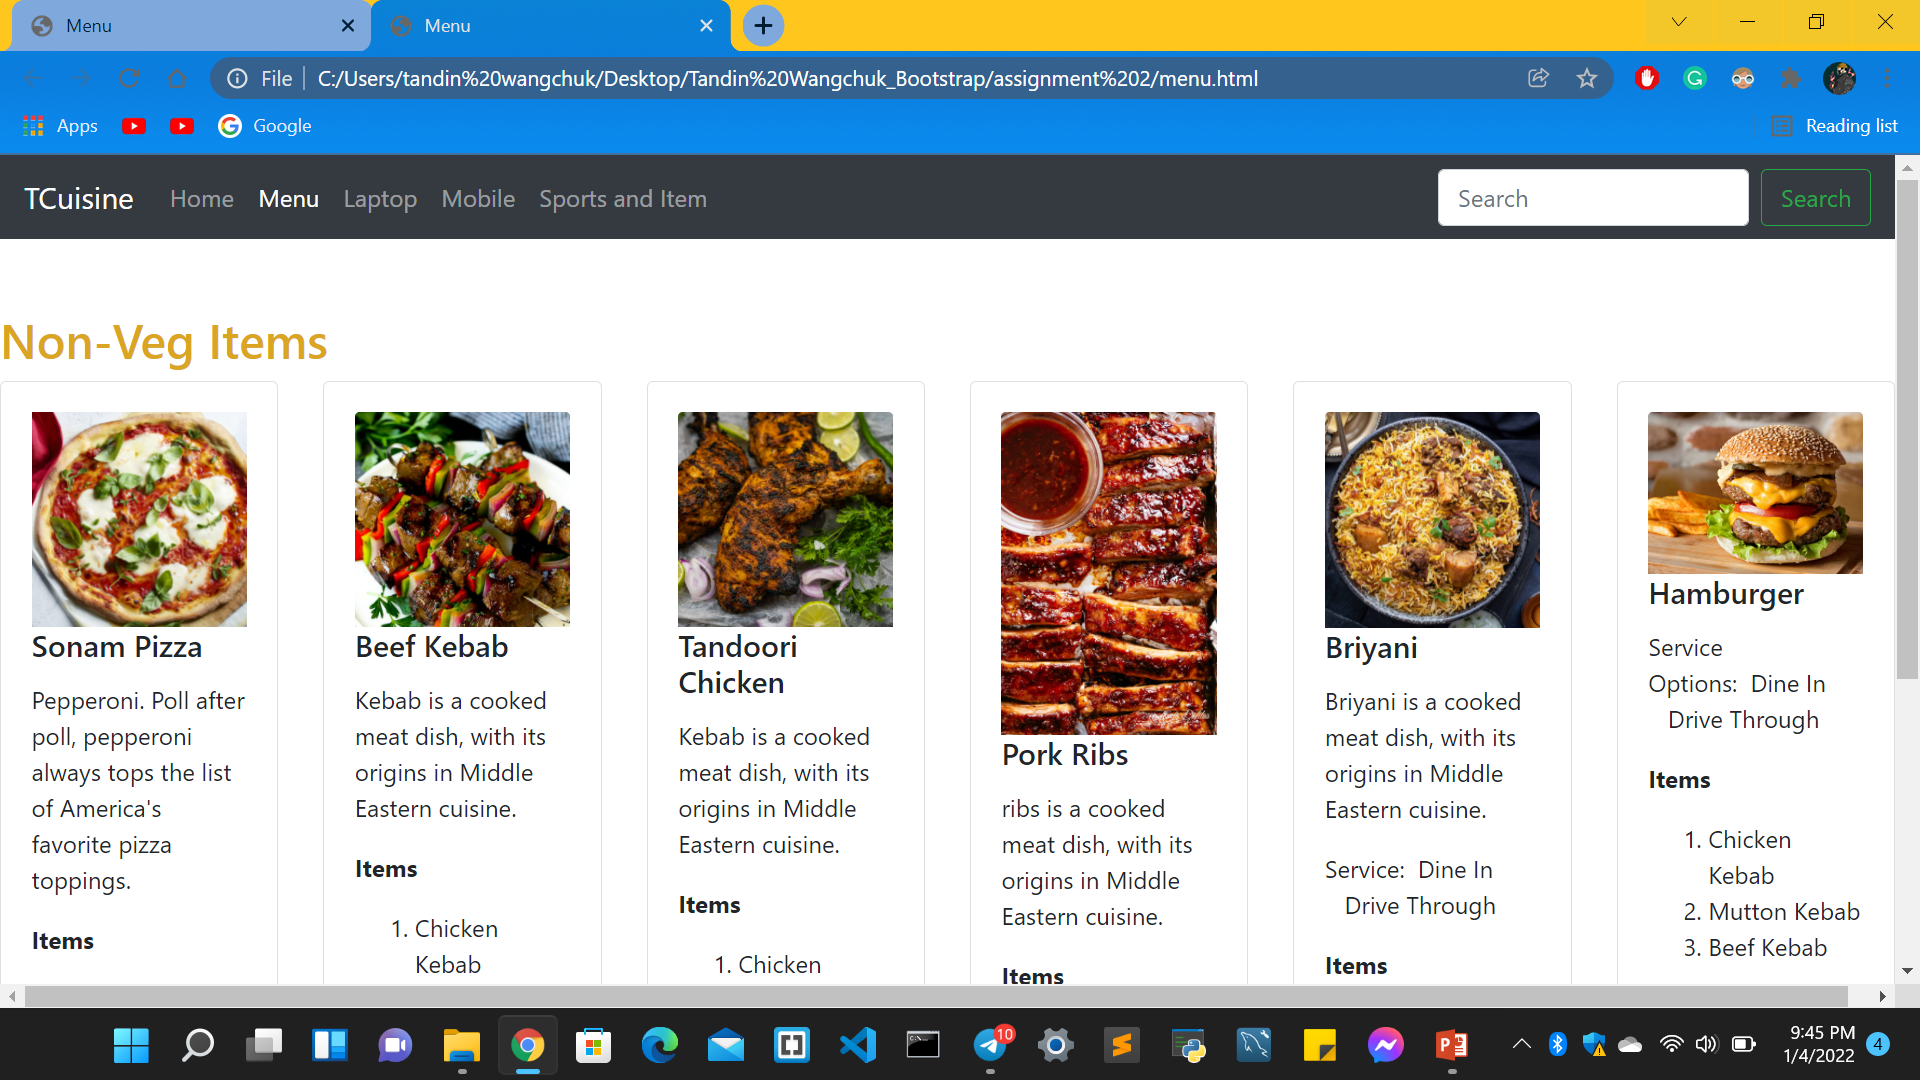 Menu
Menu
File
C:/Users/tandin%20wangchuk/Desktop/Tandin%20Wangchuk_Bootstrap/assignment%202/menu.html
Apps
Google
Reading list
TCuisine
Home
Menu
Laptop
Mobile
Sports and Item
Search
Search
Non-Veg Items
Sonam Pizza
Pepperoni. Poll after
poll, pepperoni
always tops the list
of America's
favorite pizza
toppings.
Items
Beef Kebab
Kebab is a cooked
meat dish, with its
origins in Middle
Eastern cuisine.
Items
1. Chicken
Kebab
Tandoori
Chicken
Kebab is a cooked
meat dish, with its
origins in Middle
Eastern cuisine.
Items
1. Chicken
Pork Ribs
ribs is a cooked
meat dish, with its
origins in Middle
Eastern cuisine.
Items
Briyani
Briyani is a cooked
meat dish, with its
origins in Middle
Eastern cuisine.
Service: Dine In
Drive Through
Items
Hamburger
Service
Options: Dine In
Drive Through
Items
1. Chicken
Kebab
2. Mutton Kebab
3. Beef Kebab
10
9:45 PM
1/4/2022
4